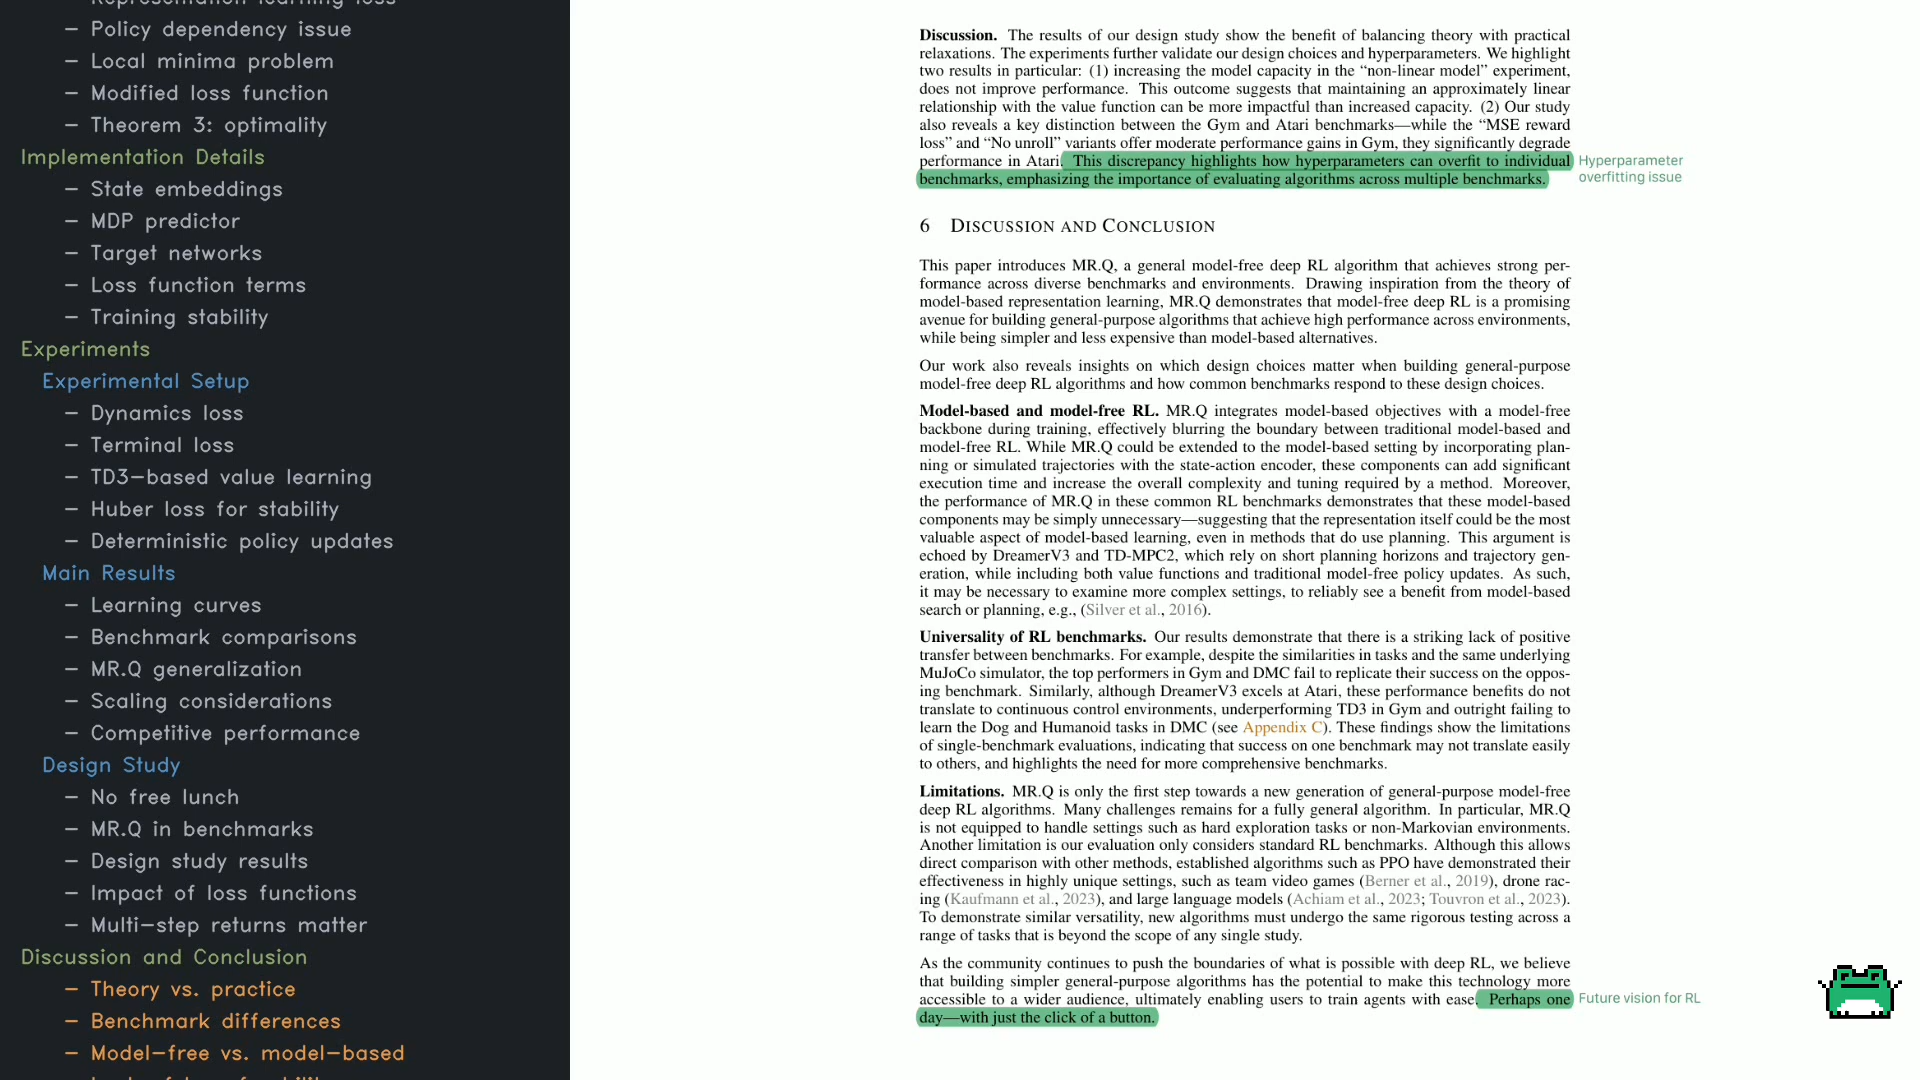 - Policy dependency issue
- Local minima problem
- Modified loss function
- Theorem 3: optimality
Implementation Details
- State embeddings
- MDP predictor
- Target networks
- Loss function terms
- Training stability
Experiments
Experimental Setup
- Dynamics loss
- Terminal loss
- TD3-based value learning
- Huber loss for stability
- Deterministic policy updates
Main Results
- Learning curves
- Benchmark comparisons
- MR.Q generalization
- Scaling considerations
- Competitive performance
Design Study
- No free lunch
- MR.Q in benchmarks
- Design study results
- Impact of loss functions
- Multi-step returns matter
Discussion and Conclusion
- Theory vs. practice
- Benchmark differences
- Model-free vs. model-based
Discussion. The results of our design study show the benefit of balancing theory with practical
relaxations. The experiments further validate our design choices and hyperparameters. We highlight
two results in particular: (1) increasing the model capacity in the “non-linear model” experiment,
does not improve performance. This outcome suggests that maintaining an approximately linear
relationship with the value function can be more impactful than increased capacity. (2) Our study
also reveals a key distinction between the Gym and Atari benchmarks—while the “MSE reward
loss” and “No unroll” variants offer moderate performance gains in Gym, they significantly degrade
performance in Atari. This discrepancy highlights how hyperparameters can overfit to individual
benchmarks, emphasizing the importance of evaluating algorithms across multiple benchmarks.
Hyperparameter
overfitting issue
6 DISCUSSION AND CONCLUSION
This paper introduces MR.Q, a general model-free deep RL algorithm that achieves strong per-
formance across diverse benchmarks and environments. Drawing inspiration from the theory of
model-based representation learning, MR.Q demonstrates that model-free deep RL is a promising
avenue for building general-purpose algorithms that achieve high performance across environments,
while being simpler and less expensive than model-based alternatives.
Our work also reveals insights on which design choices matter when building general-purpose
model-free deep RL algorithms and how common benchmarks respond to these design choices.
Model-based and model-free RL. MR.Q integrates model-based objectives with a model-free
backbone during training, effectively blurring the boundary between traditional model-based and
model-free RL. While MR.Q could be extended to the model-based setting by incorporating plan-
ning or simulated trajectories with the state-action encoder, these components can add significant
execution time and increase the overall complexity and tuning required by a method. Moreover,
the performance of MR.Q in these common RL benchmarks demonstrates that these model-based
components may be simply unnecessary—suggesting that the representation itself could be the most
valuable aspect of model-based learning, even in methods that do use planning. This argument is
echoed by DreamerV3 and TD-MPC2, which rely on short planning horizons and trajectory gen-
eration, while including both value functions and traditional model-free policy updates. As such,
it may be necessary to examine more complex settings, to reliably see a benefit from model-based
search or planning, e.g., (Silver et al., 2016).
Universality of RL benchmarks. Our results demonstrate that there is a striking lack of positive
transfer between benchmarks. For example, despite the similarities in tasks and the same underlying
MuJoCo simulator, the top performers in Gym and DMC fail to replicate their success on the oppos-
ing benchmark. Similarly, although DreamerV3 excels at Atari, these performance benefits do not
translate to continuous control environments, underperforming TD3 in Gym and outright failing to
learn the Dog and Humanoid tasks in DMC (see Appendix C). These findings show the limitations
of single-benchmark evaluations, indicating that success on one benchmark may not translate easily
to others, and highlights the need for more comprehensive benchmarks.
Limitations. MR.Q is only the first step towards a new generation of general-purpose model-free
deep RL algorithms. Many challenges remains for a fully general algorithm. In particular, MR.Q
is not equipped to handle settings such as hard exploration tasks or non-Markovian environments.
Another limitation is our evaluation only considers standard RL benchmarks. Although this allows
direct comparison with other methods, established algorithms such as PPO have demonstrated their
effectiveness in highly unique settings, such as team video games (Berner et al., 2019), drone rac-
ing (Kaufmann et al., 2023), and large language models (Achiam et al., 2023; Touvron et al., 2023).
To demonstrate similar versatility, new algorithms must undergo the same rigorous testing across a
range of tasks that is beyond the scope of any single study.
As the community continues to push the boundaries of what is possible with deep RL, we believe
that building simpler general-purpose algorithms has the potential to make this technology more
accessible to a wider audience, ultimately enabling users to train agents with ease. Perhaps one
day—with just the click of a button.
Future vision for RL